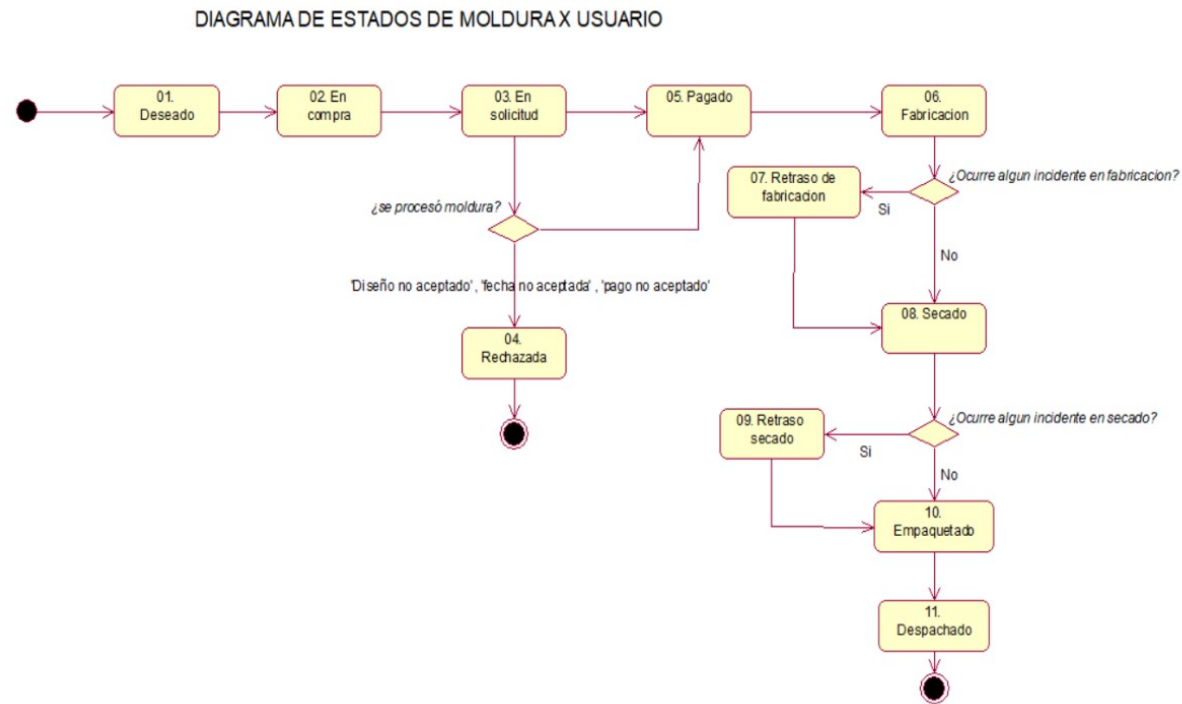 DIAGRAMA DE ESTADOS DE MOLDURA X USUARIO
01.
Deseado
02. En
compra
03. En
solicitud
05. Pagado
06.
Fabricacion
¿Ocurre algun incidente en fabricacion?
07. Retraso de
fabricacion
Si
¿se procesó moldura?
No
'Diseño no aceptado', 'fecha no aceptada' , 'pago no aceptado'
08. Secado
04.
Rechazada
¿Ocurre algun incidente en secado?
09. Retraso
secado
Si
No
10.
Empaquetado
11.
Despachado